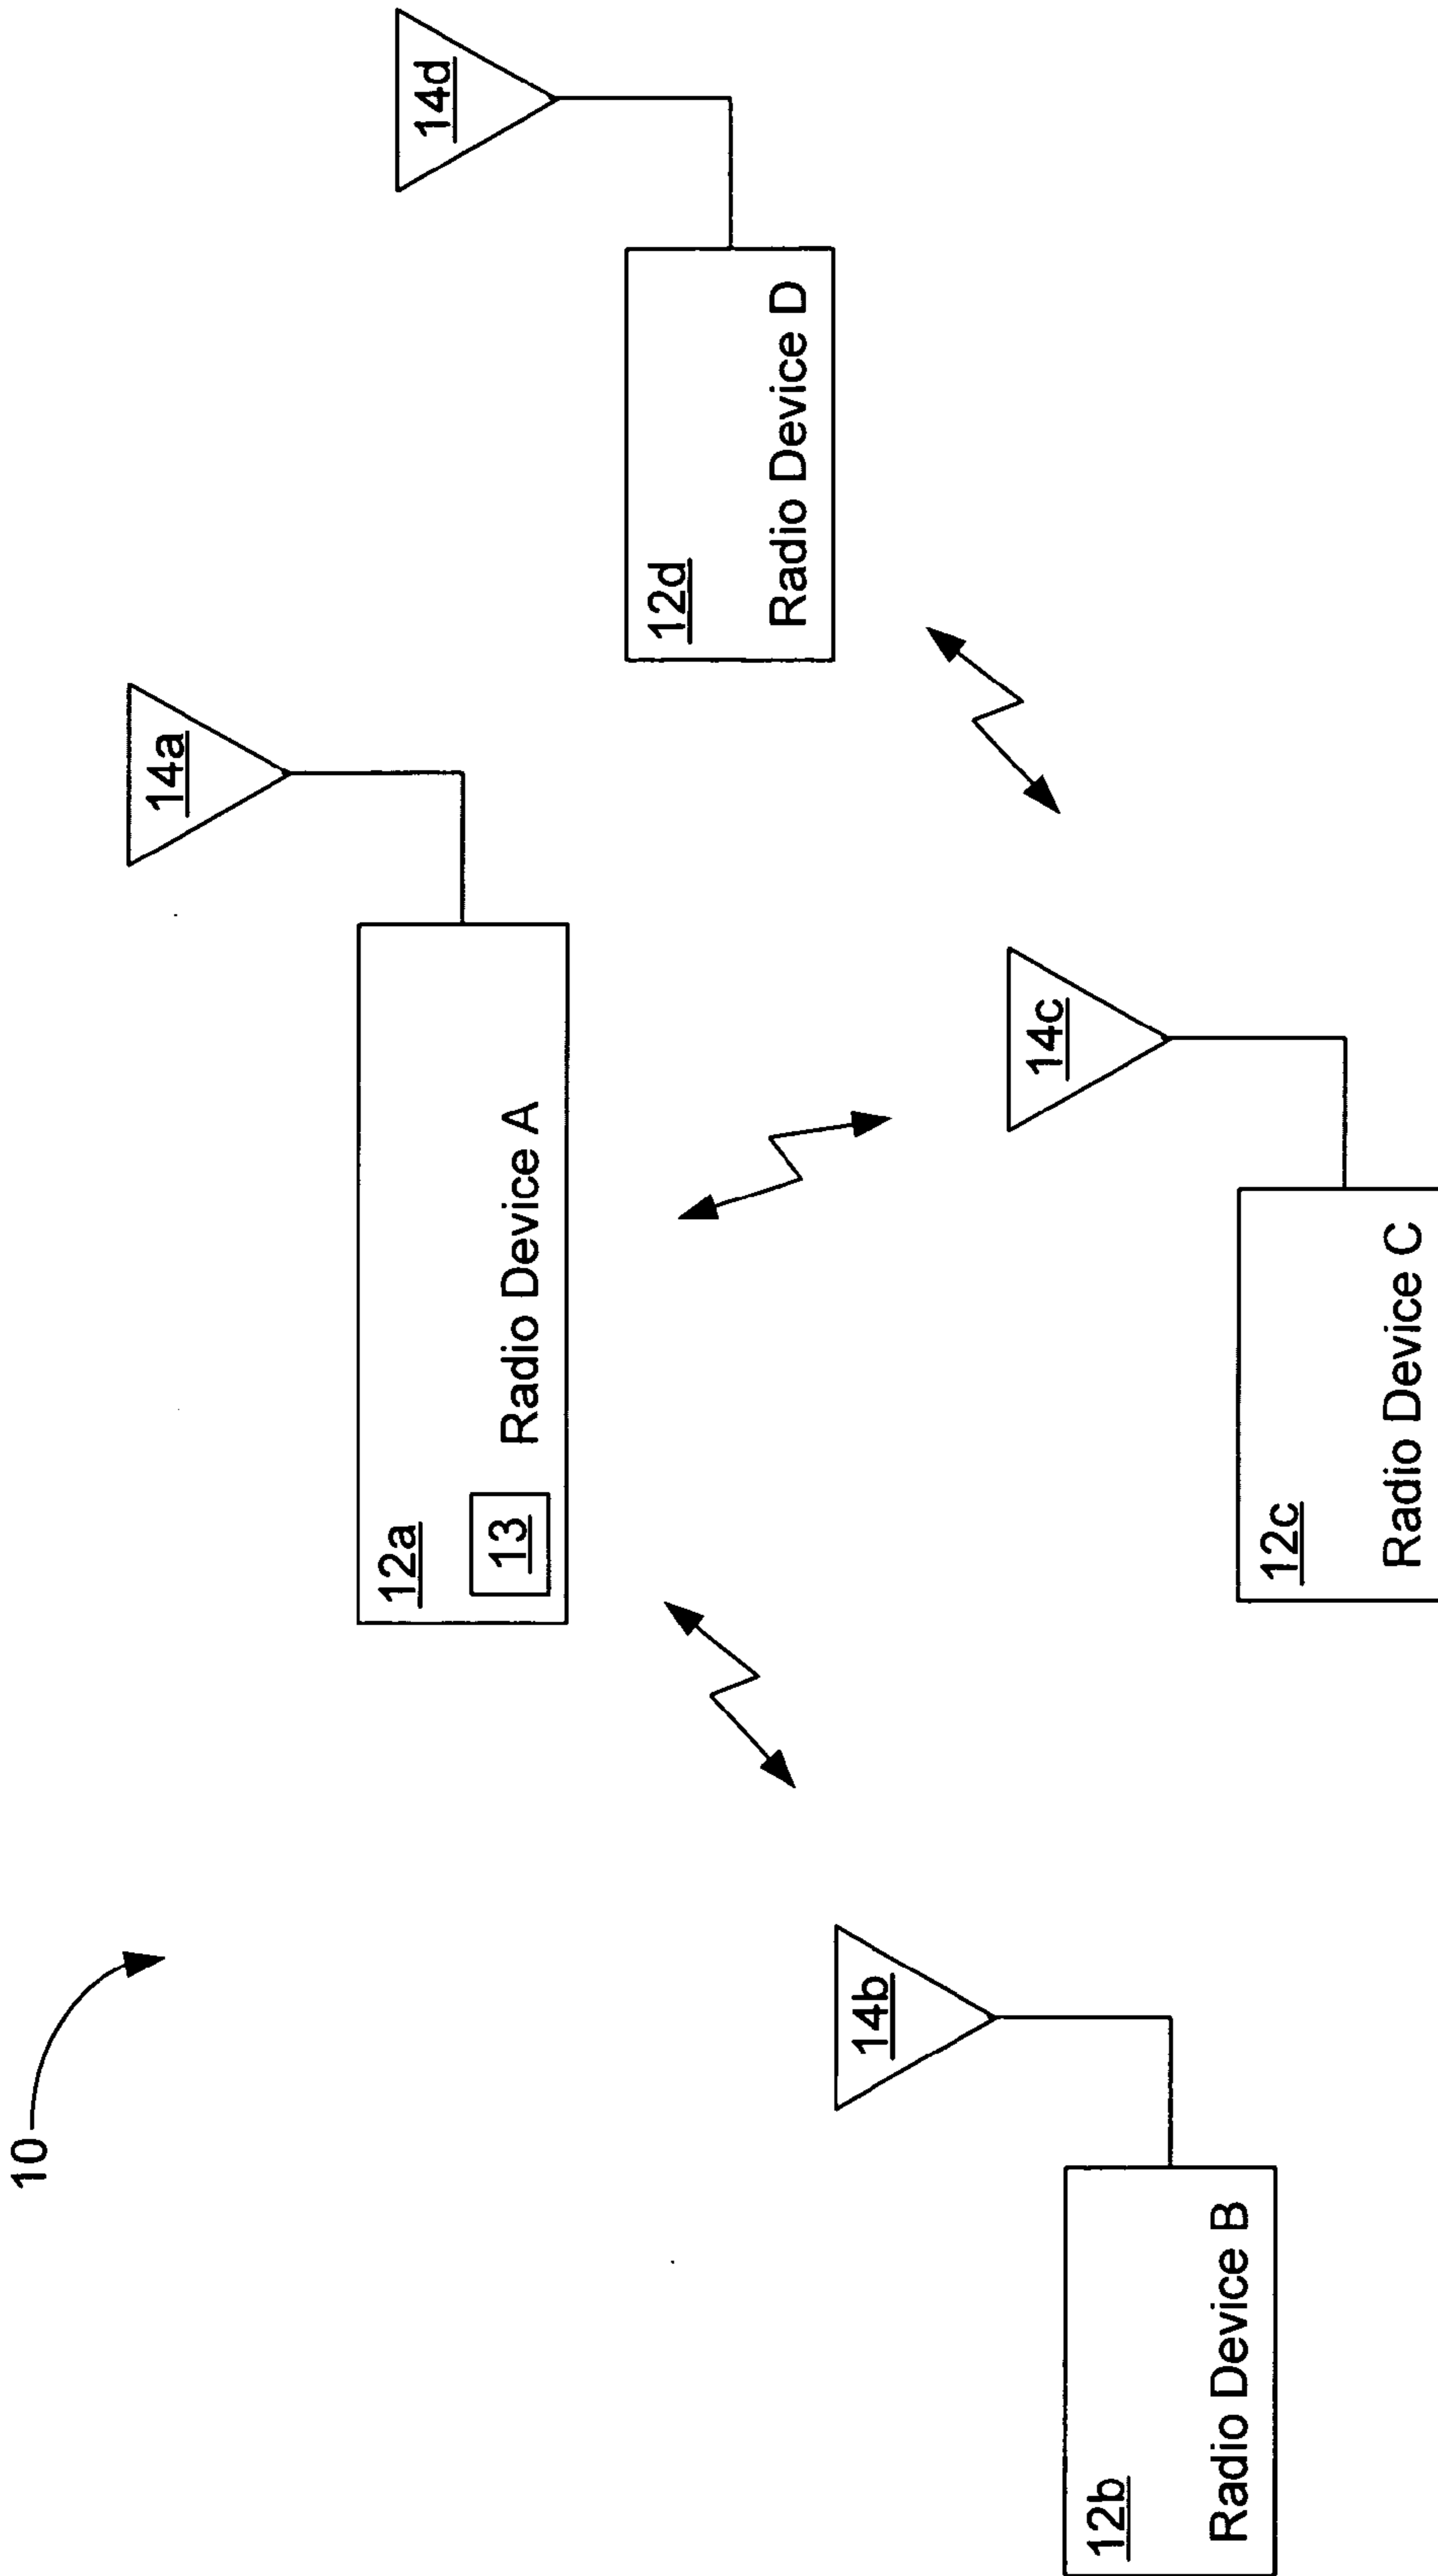 10
14a
12a
13
Radio Device A
14d
12d
Radio Device D
14b
12b
Radio Device B
14c
12c
Radio Device C